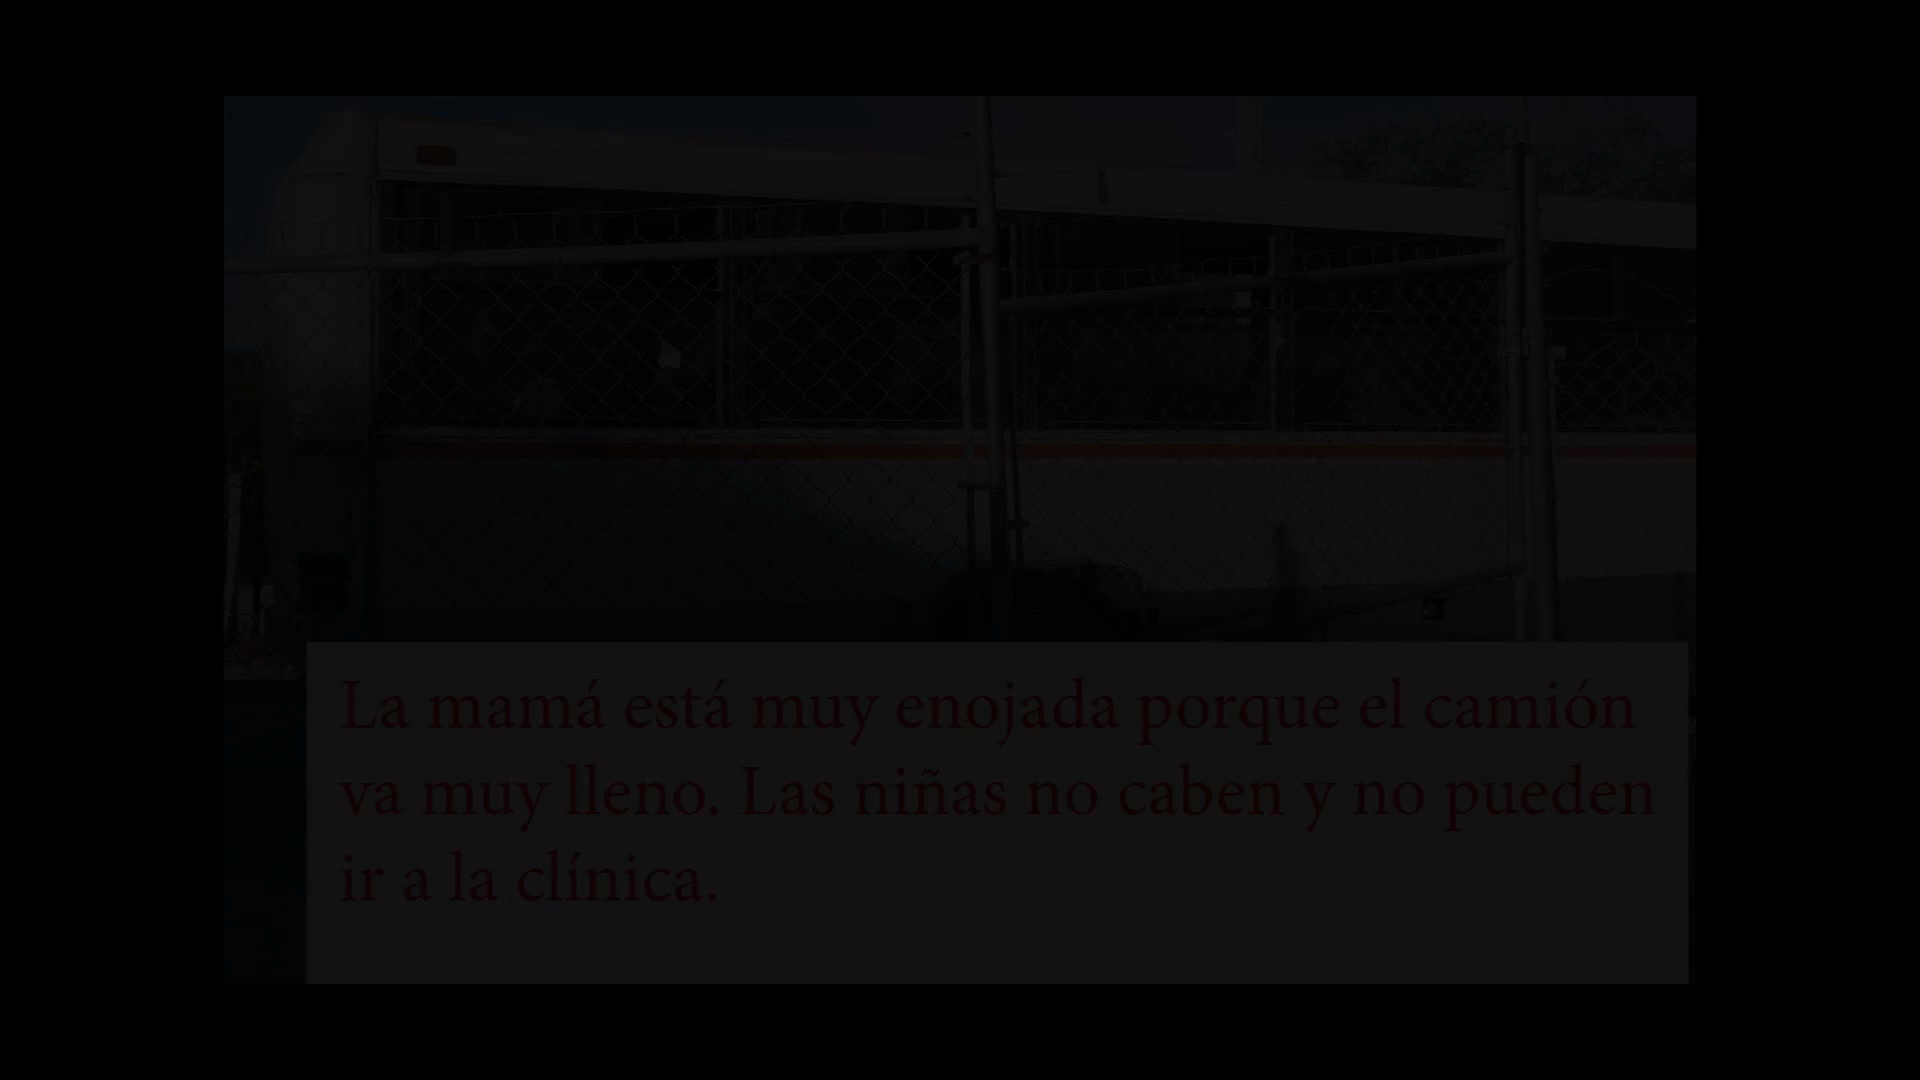 La mamá está muy enojada porque el camión
va muy lleno. Las niñas no caben y no pueden
ir a la clínica.